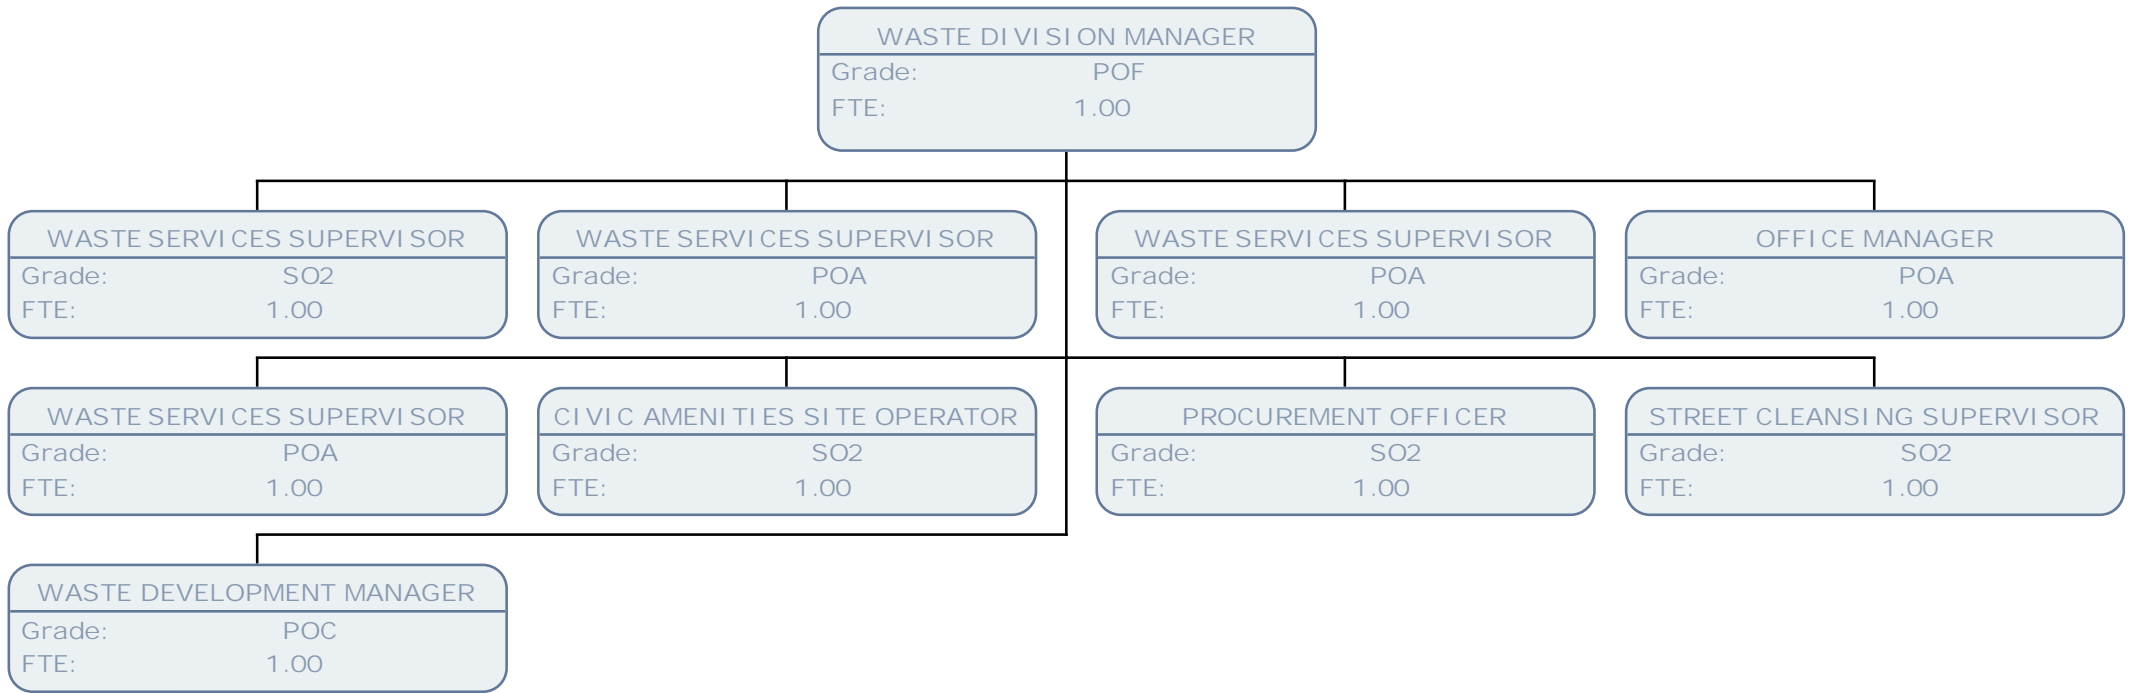 WASTE DIVISION MANAGER
Grade: POF
FTE: 1.00
WASTE SERVICES SUPERVISOR
Grade: SO2
FTE: 1.00
WASTE SERVICES SUPERVISOR
Grade: POA
FTE: 1.00
WASTE SERVICES SUPERVISOR
Grade: POA
FTE: 1.00
OFFICE MANAGER
Grade: POA
FTE: 1.00
WASTE SERVICES SUPERVISOR
Grade: POA
FTE: 1.00
CIVIC AMENITIES SITE OPERATOR
Grade: SO2
FTE: 1.00
PROCUREMENT OFFICER
Grade: SO2
FTE: 1.00
STREET CLEANSING SUPERVISOR
Grade: SO2
FTE: 1.00
WASTE DEVELOPMENT MANAGER
Grade: POC
FTE: 1.00